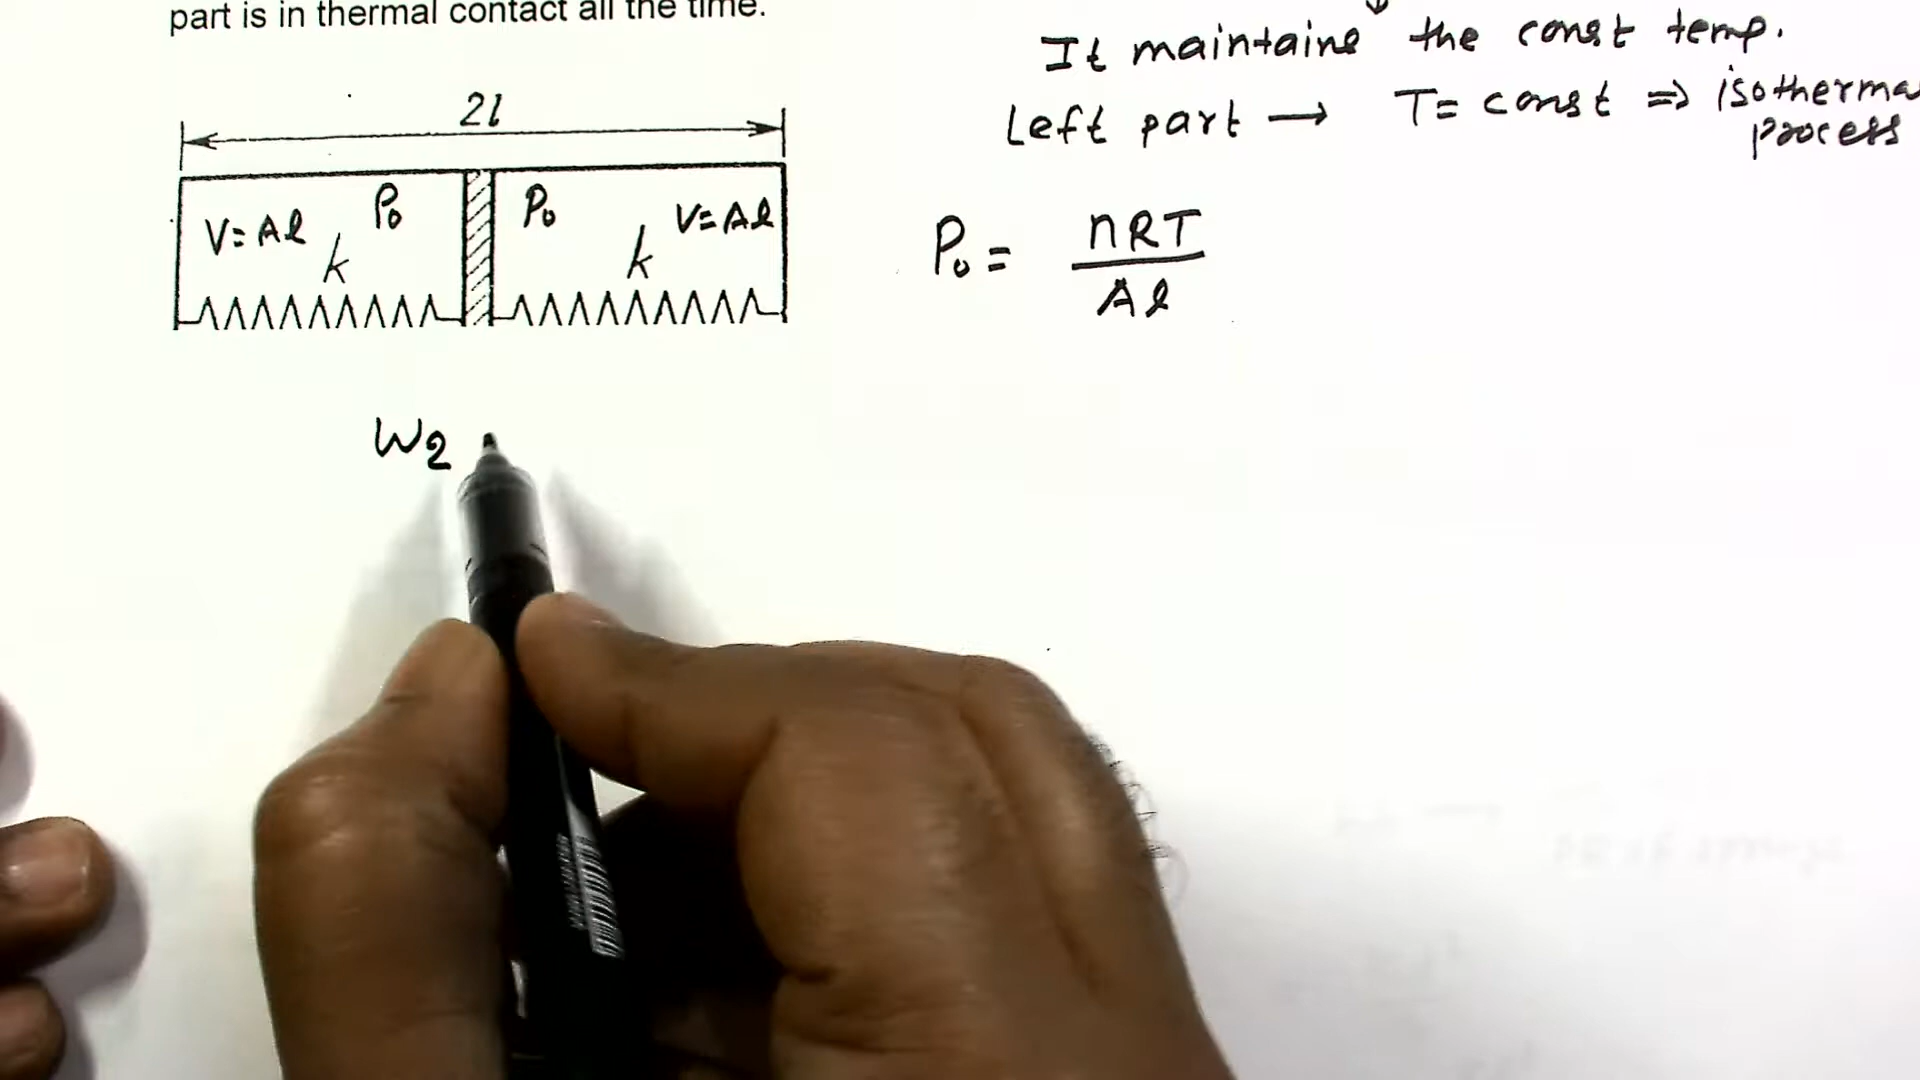 part is in thermal contact all the time.
It maintains the const temp.
Left part → T = const ⇒ isotherma
process
2l
V=Al P₀ P₀ V=Al
k k
P₀ = nRT / Al
W₂